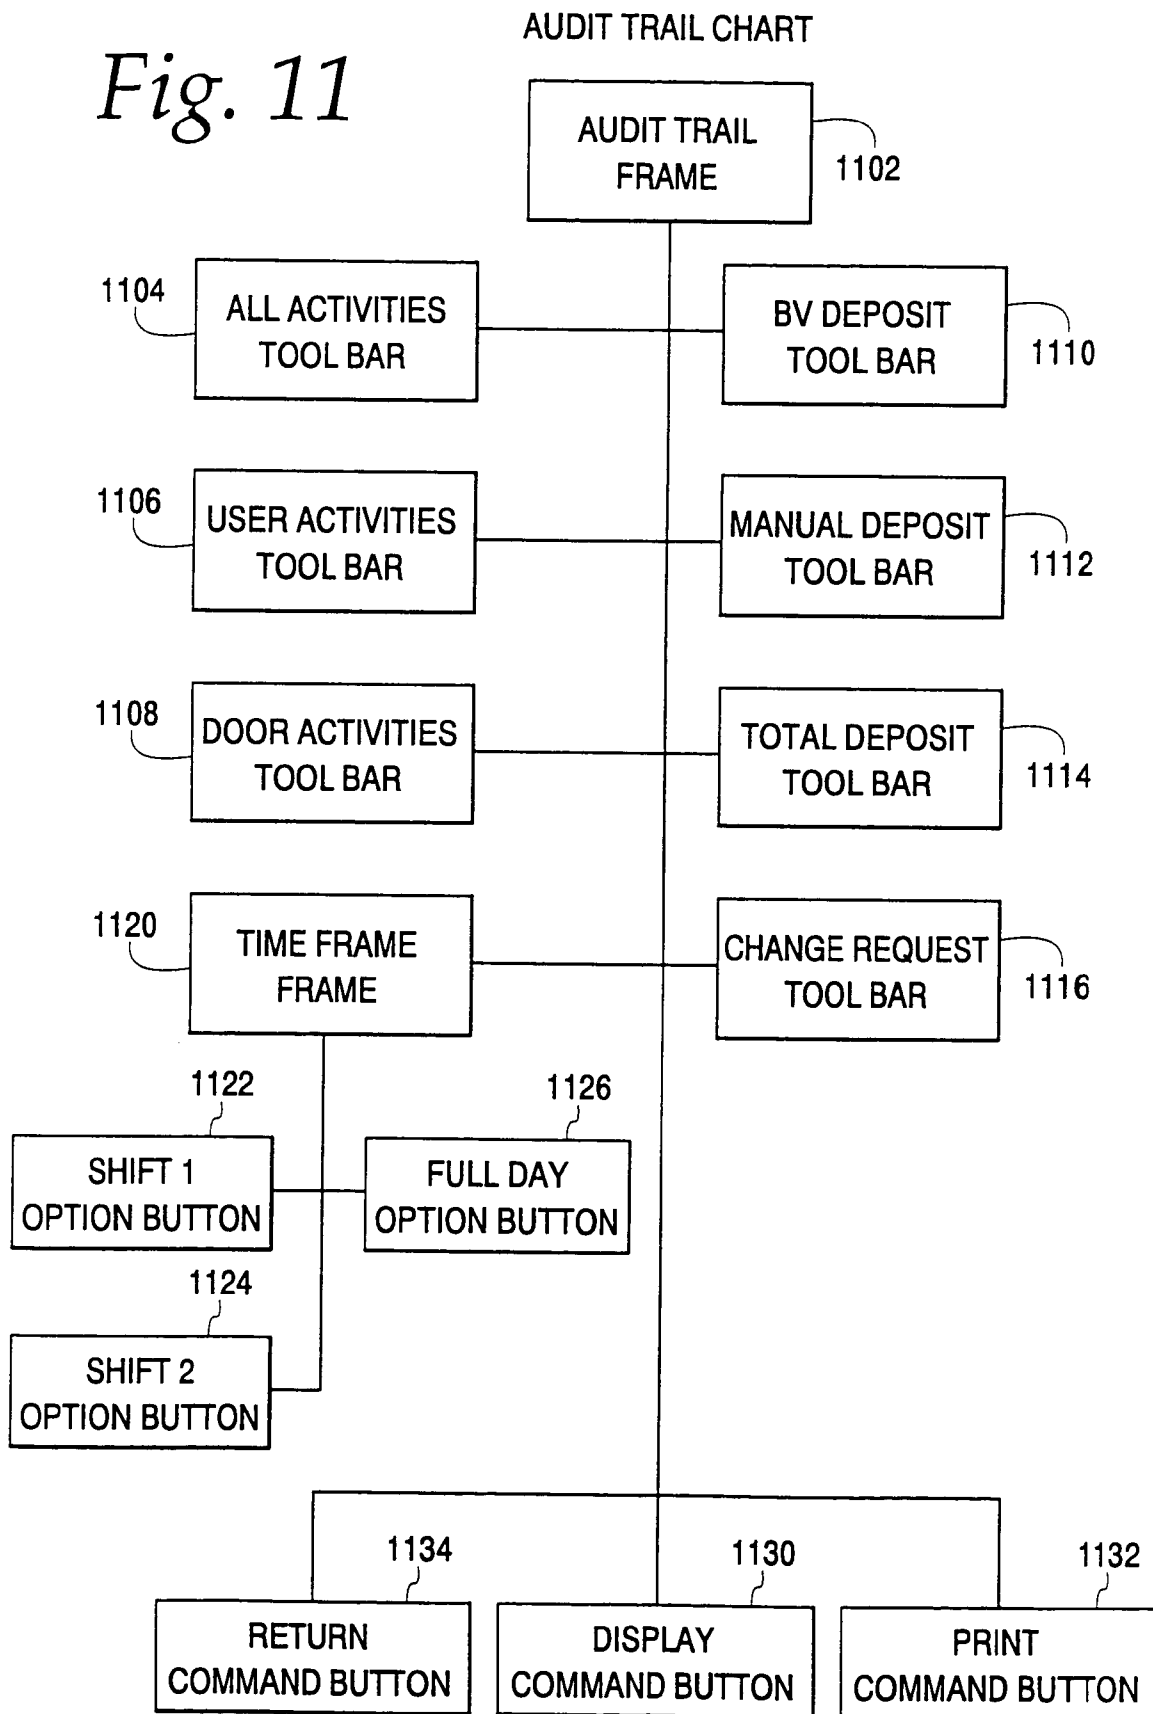 AUDIT TRAIL CHART
Fig. 11
AUDIT TRAIL
FRAME
1102
1104
ALL ACTIVITIES
TOOL BAR
BV DEPOSIT
TOOL BAR
1110
1106
USER ACTIVITIES
TOOL BAR
MANUAL DEPOSIT
TOOL BAR
1112
1108
DOOR ACTIVITIES
TOOL BAR
TOTAL DEPOSIT
TOOL BAR
1114
1120
TIME FRAME
FRAME
CHANGE REQUEST
TOOL BAR
1116
1122
SHIFT 1
OPTION BUTTON
1126
FULL DAY
OPTION BUTTON
1124
SHIFT 2
OPTION BUTTON
1134
RETURN
COMMAND BUTTON
1130
DISPLAY
COMMAND BUTTON
1132
PRINT
COMMAND BUTTON